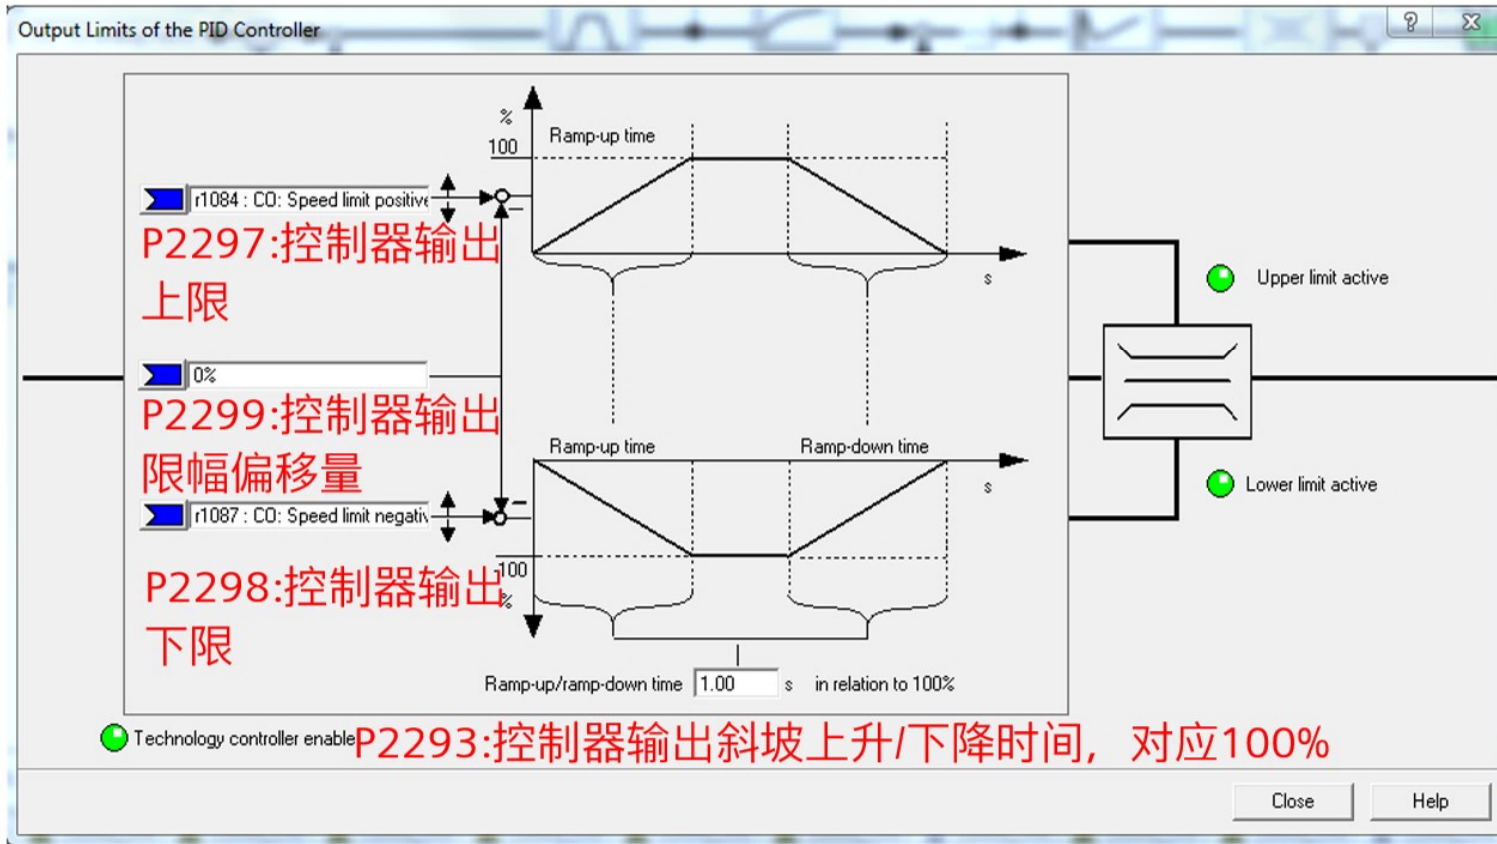 Output Limits of the PID Controller
%
Ramp-up time
100
r1084 : CO: Speed limit positive
P2297:控制器输出
上限
s
Upper limit active
0%
P2299:控制器输出
限幅偏移量
Ramp-up time
Ramp-down time
s
Lower limit active
r1087 : CO: Speed limit negativ
-100
P2298:控制器输出
%
下限
Ramp-up/ramp-down time 1.00 s in relation to 100%
Technology controller enable
P2293:控制器输出斜坡上升/下降时间，对应100%
Close
Help